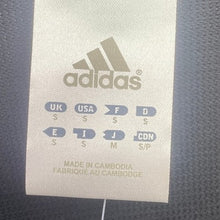 adidas
UK USA F D
S S S S
E I J CDN
S S M S/P
MADE IN CAMBODIA
FABRIQUÉ AU CAMBODGE